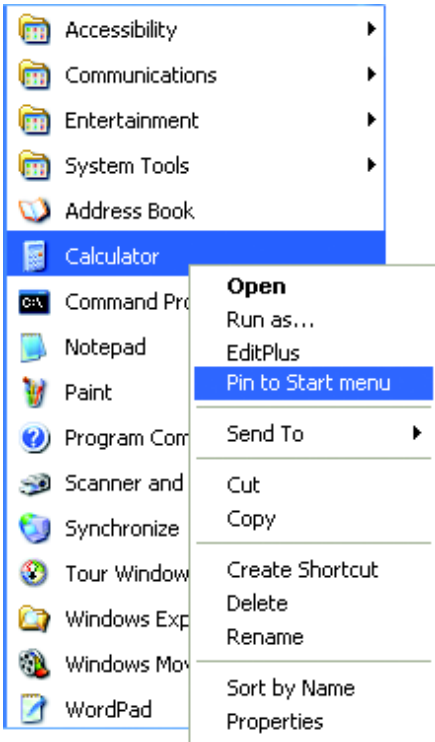 Accessibility
Communications
Entertainment
System Tools
Address Book
Calculator
Command Pro
Notepad
Paint
Program Com
Scanner and
Synchronize
Tour Window
Windows Exp
Windows Mov
WordPad
Open
Run as...
EditPlus
Pin to Start menu
Send To
Cut
Copy
Create Shortcut
Delete
Rename
Sort by Name
Properties